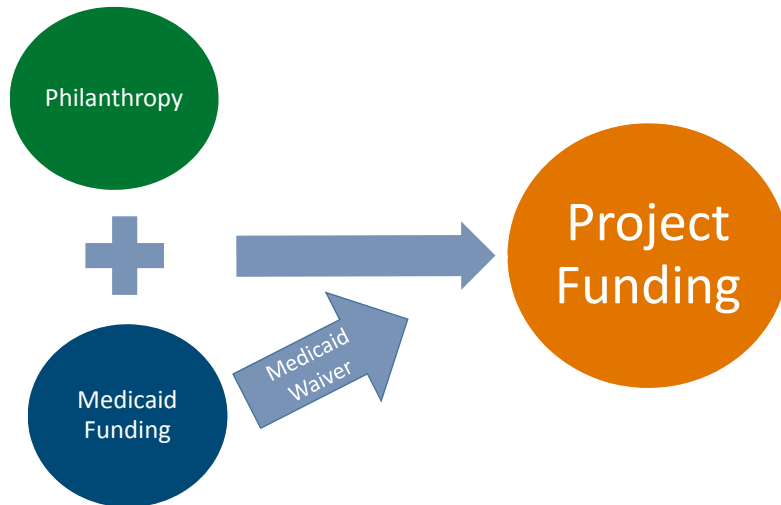 Philanthropy
Project
Funding
Medicaid
Waiver
Medicaid
Funding